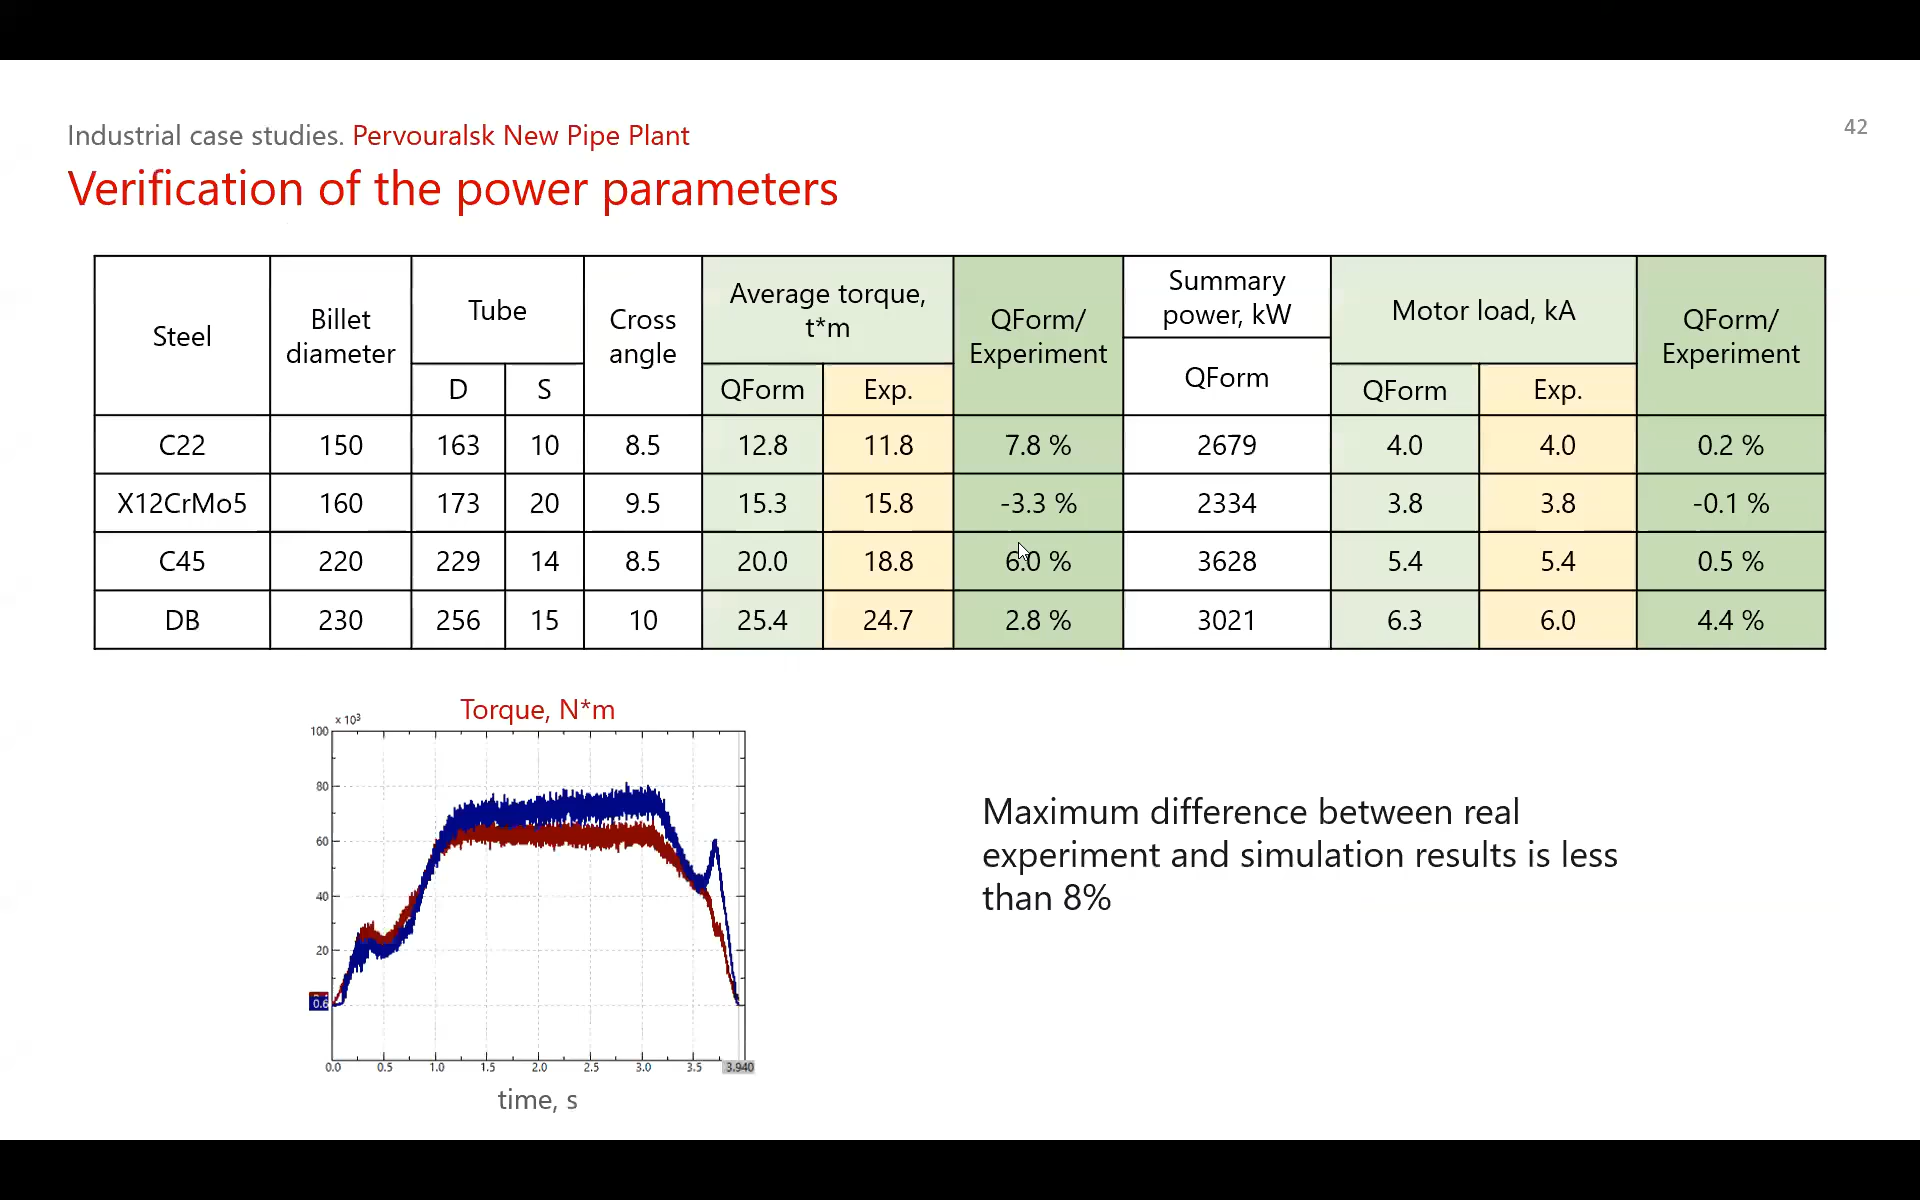 42
Industrial case studies. Pervouralsk New Pipe Plant
Verification of the power parameters
Steel
Billet
diameter
Tube
D S
Cross
angle
Average torque,
t*m
QForm Exp.
QForm/
Experiment
Summary
power, kW
QForm
Motor load, kA
QForm Exp.
QForm/
Experiment
C22 150 163 10 8.5 12.8 11.8 7.8 % 2679 4.0 4.0 0.2 %
X12CrMo5 160 173 20 9.5 15.3 15.8 -3.3 % 2334 3.8 3.8 -0.1 %
C45 220 229 14 8.5 20.0 18.8 6.0 % 3628 5.4 5.4 0.5 %
DB 230 256 15 10 25.4 24.7 2.8 % 3021 6.3 6.0 4.4 %
Torque, N*m
x 10³
100
80
60
40
20
0.6
0.0 0.5 1.0 1.5 2.0 2.5 3.0 3.5 3.940
time, s
Maximum difference between real
experiment and simulation results is less
than 8%